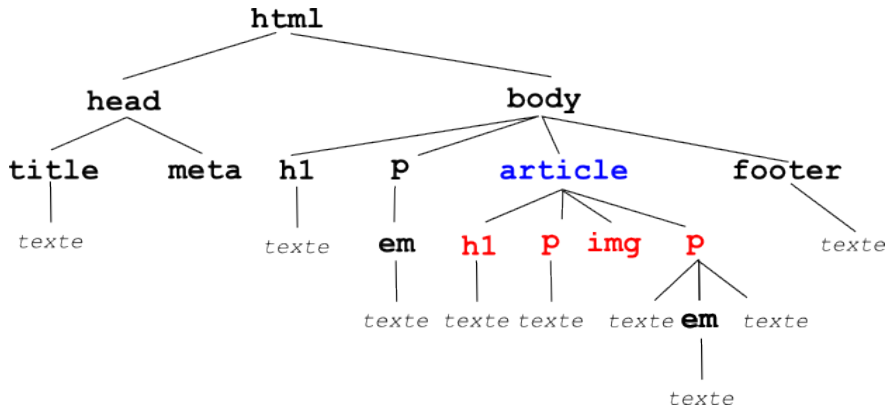 html
head body
title meta h1 p article footer
texte texte em h1 p img p texte
texte texte texte texte em texte
texte